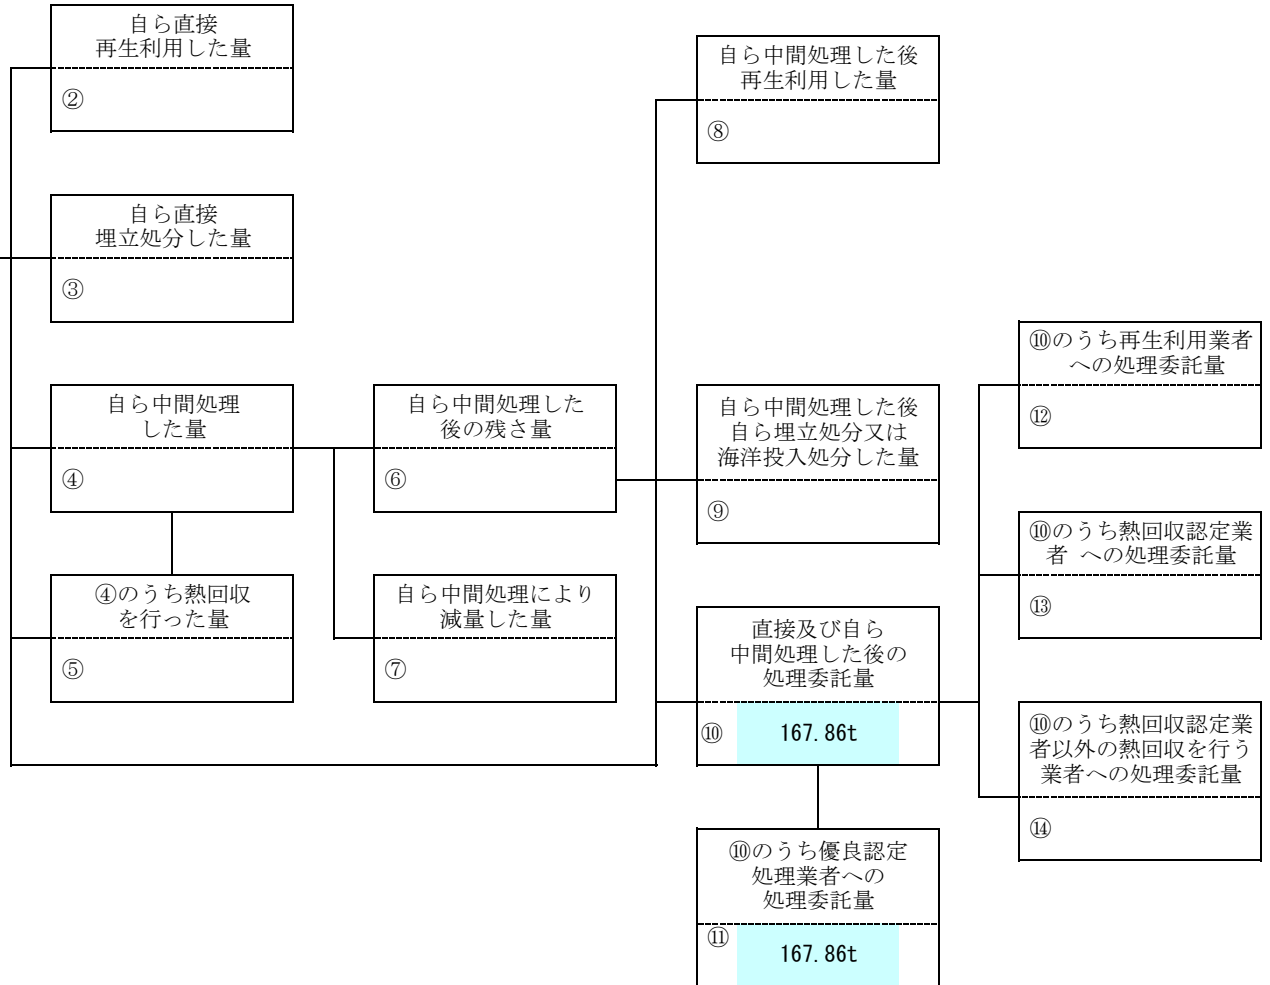 自ら直接
再生利用した量
②
自ら直接
埋立処分した量
③
自ら中間処理
した量
④
④のうち熱回収
を行った量
⑤
自ら中間処理した
後の残さ量
⑥
自ら中間処理により
減量した量
⑦
自ら中間処理した後
再生利用した量
⑧
自ら中間処理した後
自ら埋立処分又は
海洋投入処分した量
⑨
直接及び自ら
中間処理した後の
処理委託量
⑩ 167.86t
⑩のうち優良認定
処理業者への
処理委託量
⑪ 167.86t
⑩のうち再生利用業者
への処理委託量
⑫
⑩のうち熱回収認定業
者 への処理委託量
⑬
⑩のうち熱回収認定業
者以外の熱回収を行う
業者への処理委託量
⑭